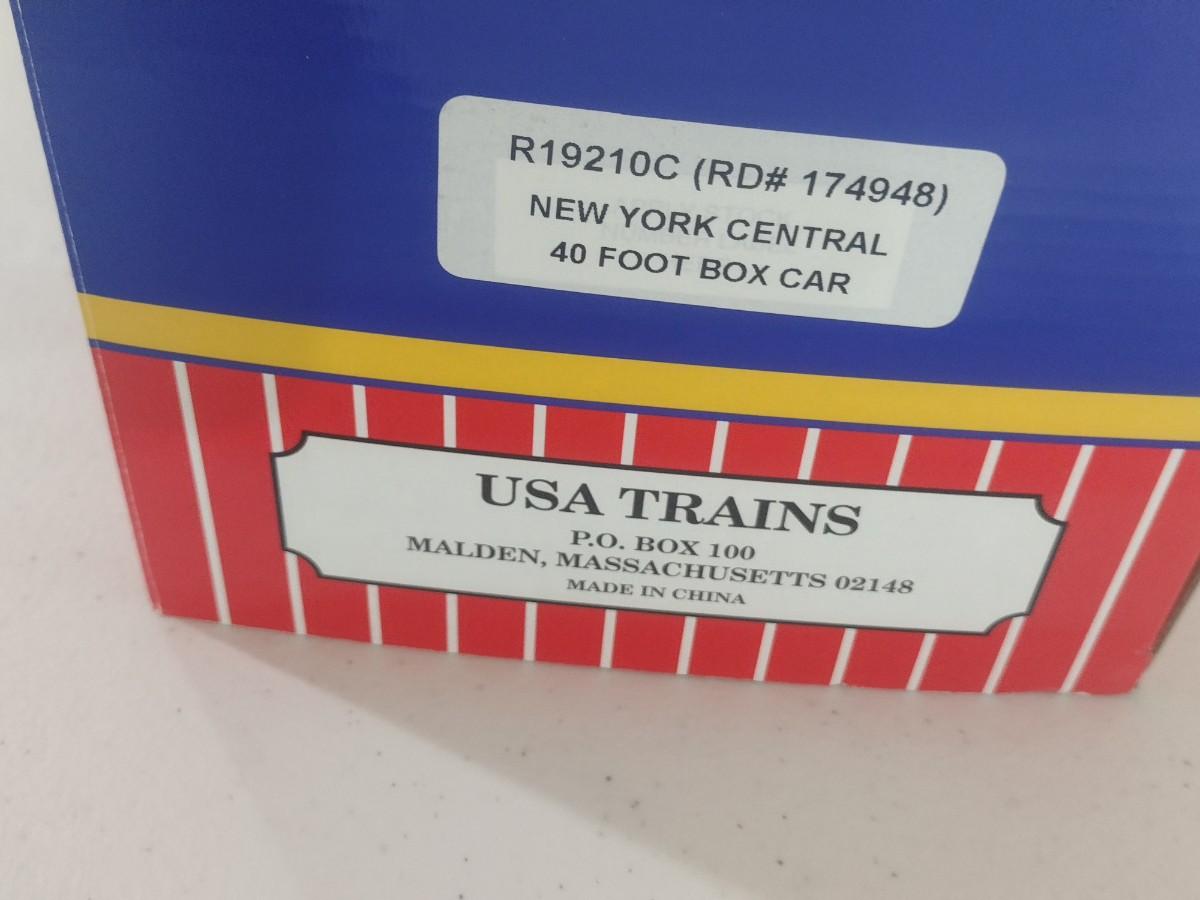 R19210C (RD# 174948)
NEW YORK CENTRAL
40 FOOT BOX CAR
USA TRAINS
P.O. BOX 100
MALDEN, MASSACHUSETTS 02148
MADE IN CHINA